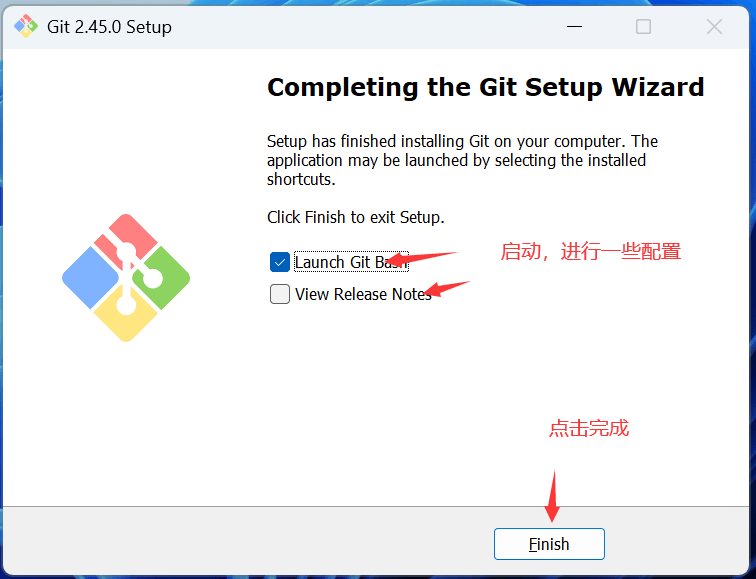 Git 2.45.0 Setup
Completing the Git Setup Wizard
Setup has finished installing Git on your computer. The
application may be launched by selecting the installed
shortcuts.
Click Finish to exit Setup.
Launch Git Bash
启动，进行一些配置
View Release Notes
点击完成
Finish